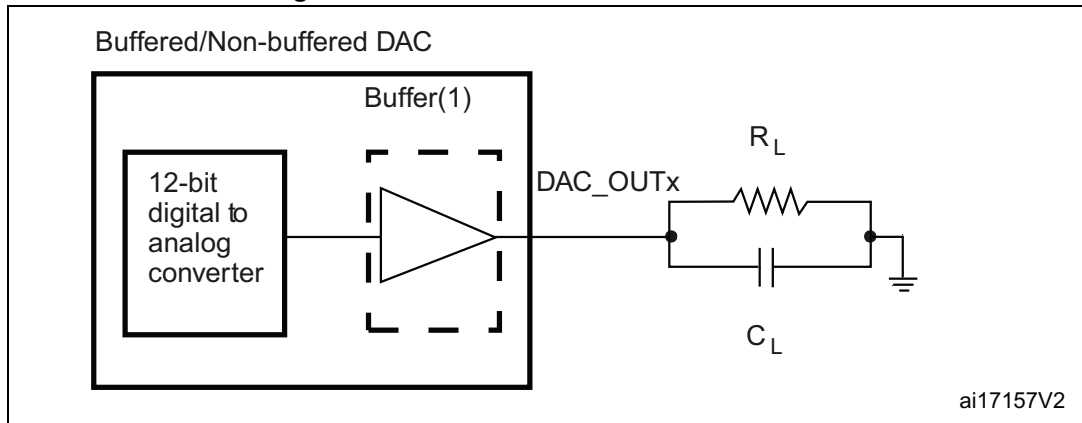 Buffered/Non-buffered DAC
Buffer(1)
12-bit
digital to
analog
converter
DAC_OUTx
R L
C L
ai17157V2